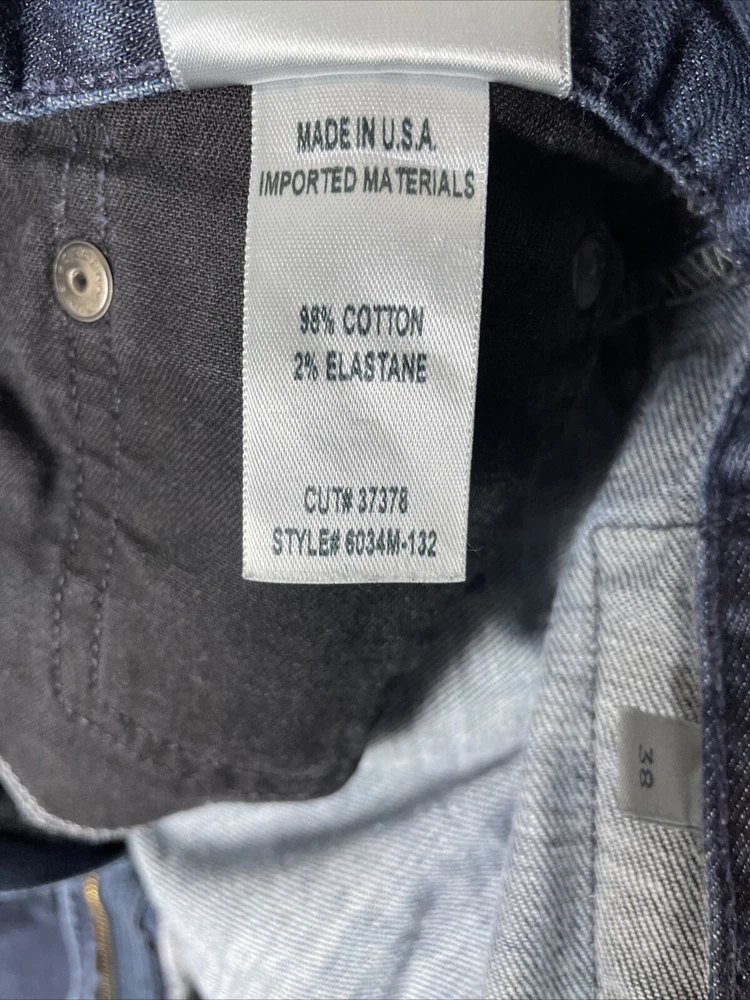 MADE IN U.S.A.
IMPORTED MATERIALS
98% COTTON
2% ELASTANE
CUT# 37378
STYLE# 6034M-132
38